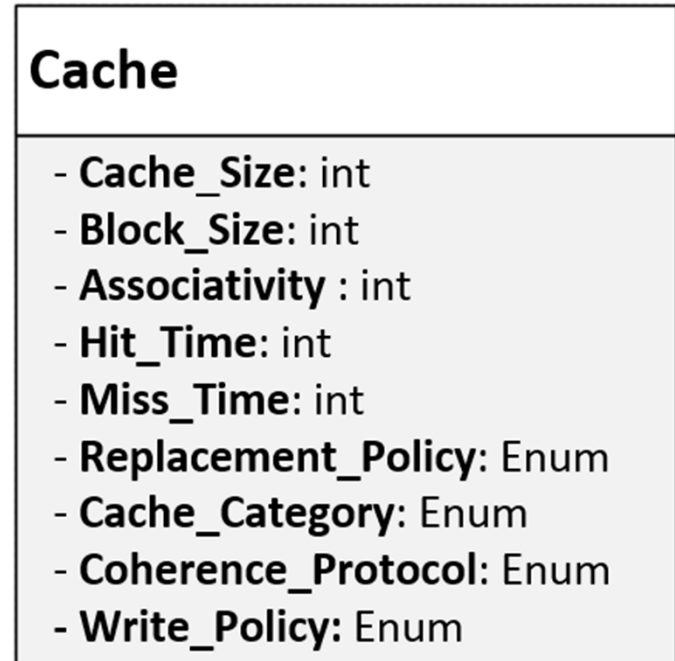 Cache
- Cache_Size: int
- Block_Size: int
- Associativity : int
- Hit_Time: int
- Miss_Time: int
- Replacement_Policy: Enum
- Cache_Category: Enum
- Coherence_Protocol: Enum
- Write_Policy: Enum